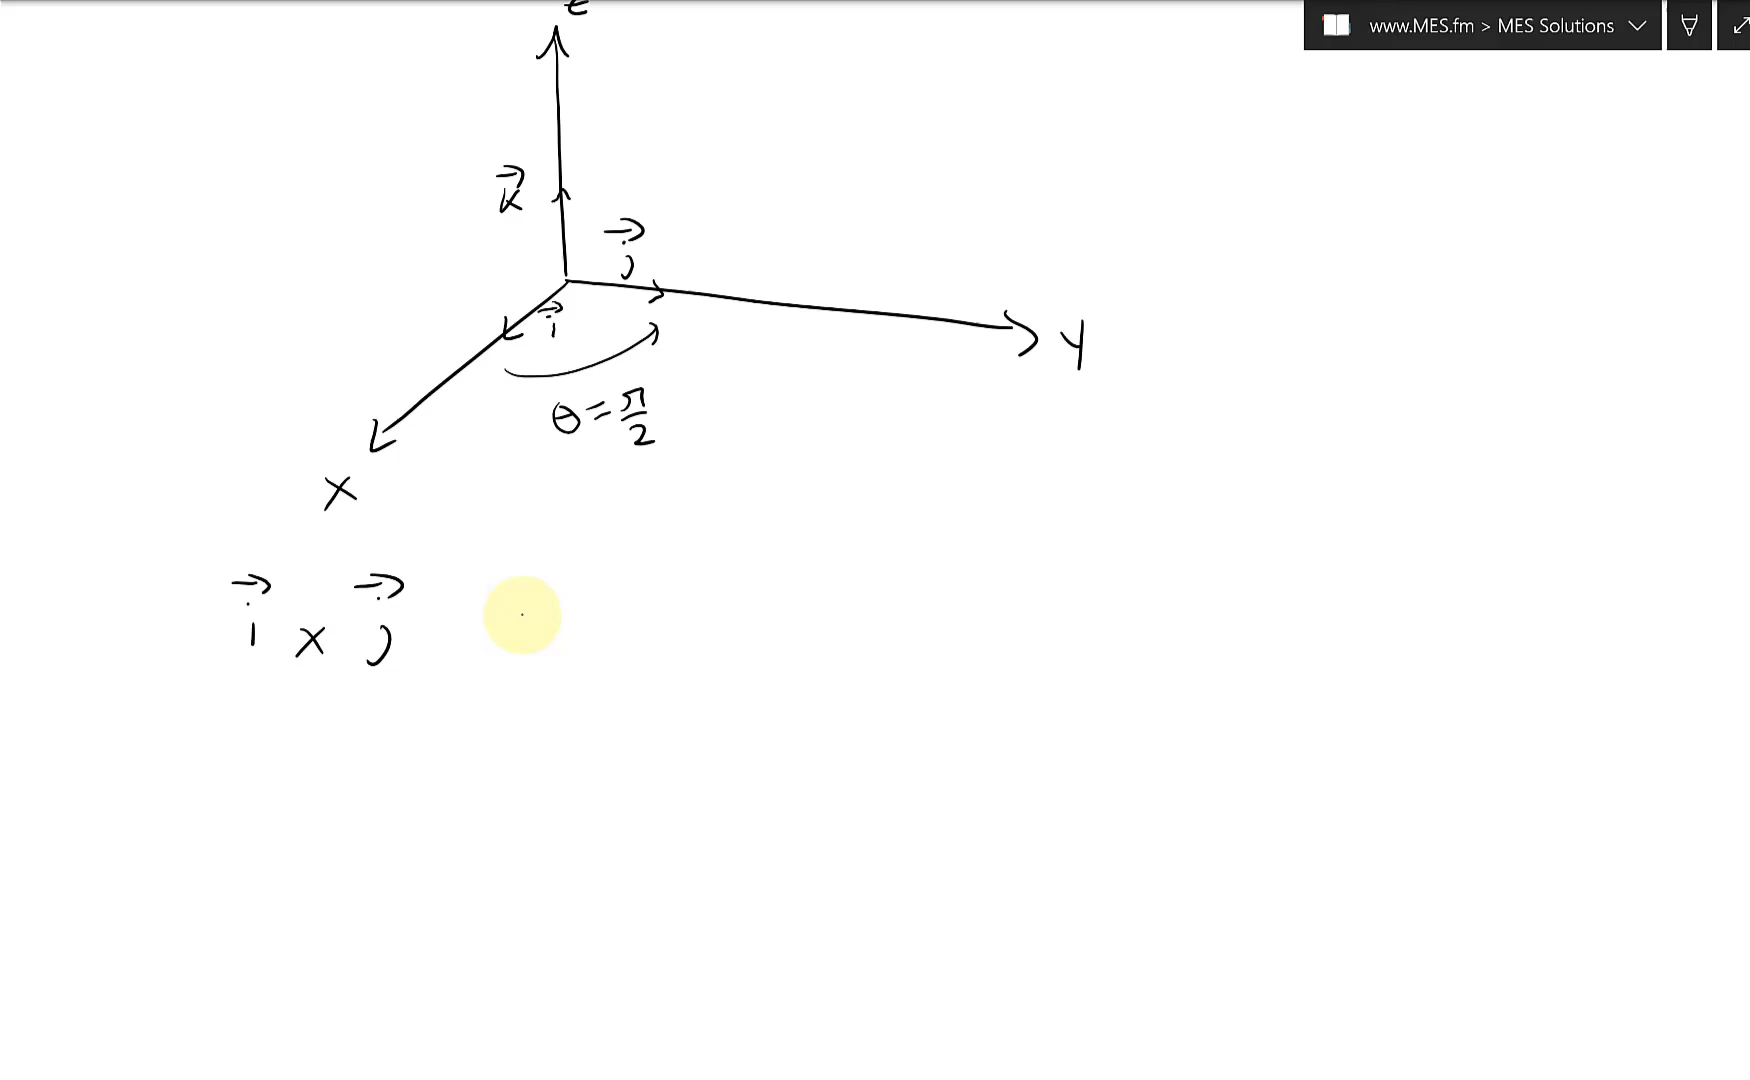 www.MES.fm > MES Solutions
z
k⃗
j⃗
i⃗
y
θ = π/2
x
i⃗ x j⃗